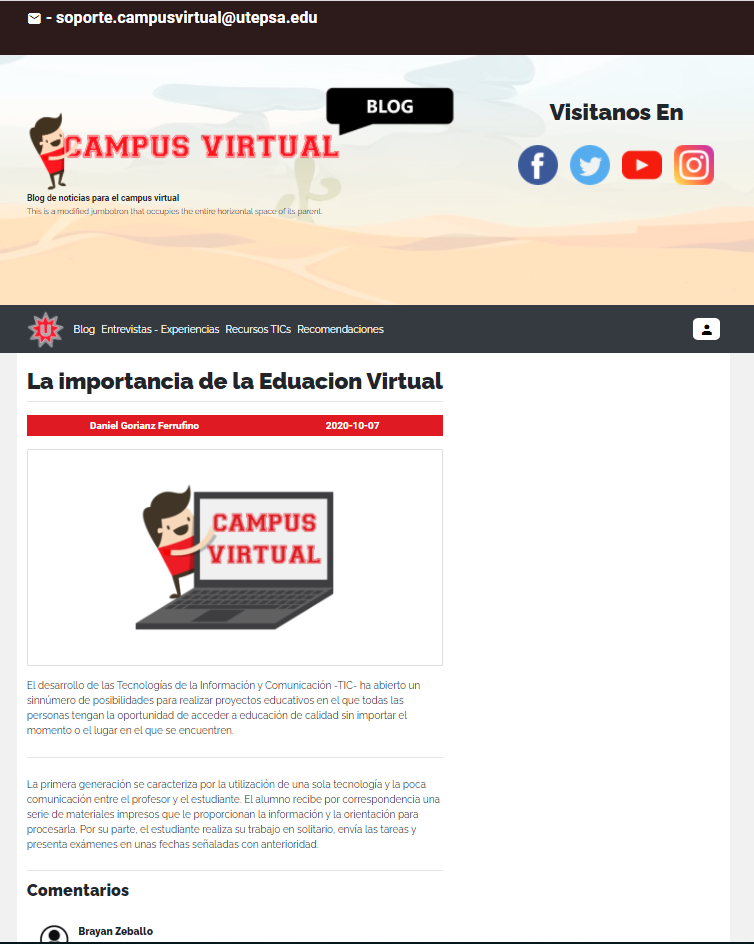 - soporte.campusvirtual@utepsa.edu
BLOG
CAMPUS VIRTUAL
Visitanos En
Blog de noticias para el campus virtual
This is a modified jumbotron that occupies the entire horizontal space of its parent.
U
Blog Entrevistas - Experiencias Recursos TICs Recomendaciones
La importancia de la Eduacion Virtual
Daniel Gorianz Ferrufino 2020-10-07
CAMPUS
VIRTUAL
El desarrollo de las Tecnologías de la Información y Comunicación -TIC- ha abierto un
sinnúmero de posibilidades para realizar proyectos educativos en el que todas las
personas tengan la oportunidad de acceder a educación de calidad sin importar el
momento o el lugar en el que se encuentren.
La primera generación se caracteriza por la utilización de una sola tecnología y la poca
comunicación entre el profesor y el estudiante. El alumno recibe por correspondencia una
serie de materiales impresos que le proporcionan la información y la orientación para
procesarla. Por su parte, el estudiante realiza su trabajo en solitario, envía las tareas y
presenta exámenes en unas fechas señaladas con anterioridad.
Comentarios
Brayan Zeballo